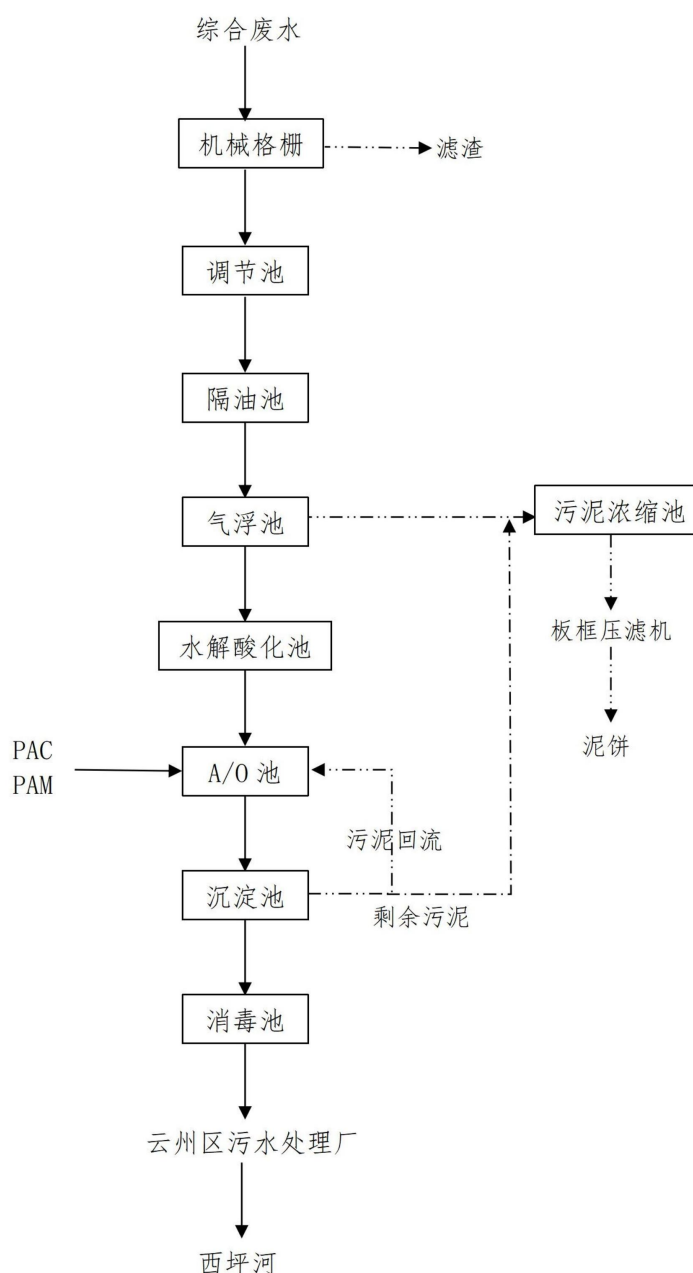 综合废水
机械格栅
滤渣
调节池
隔油池
气浮池
污泥浓缩池
板框压滤机
水解酸化池
泥饼
PAC
PAM
A/O 池
污泥回流
沉淀池
剩余污泥
消毒池
云州区污水处理厂
西坪河